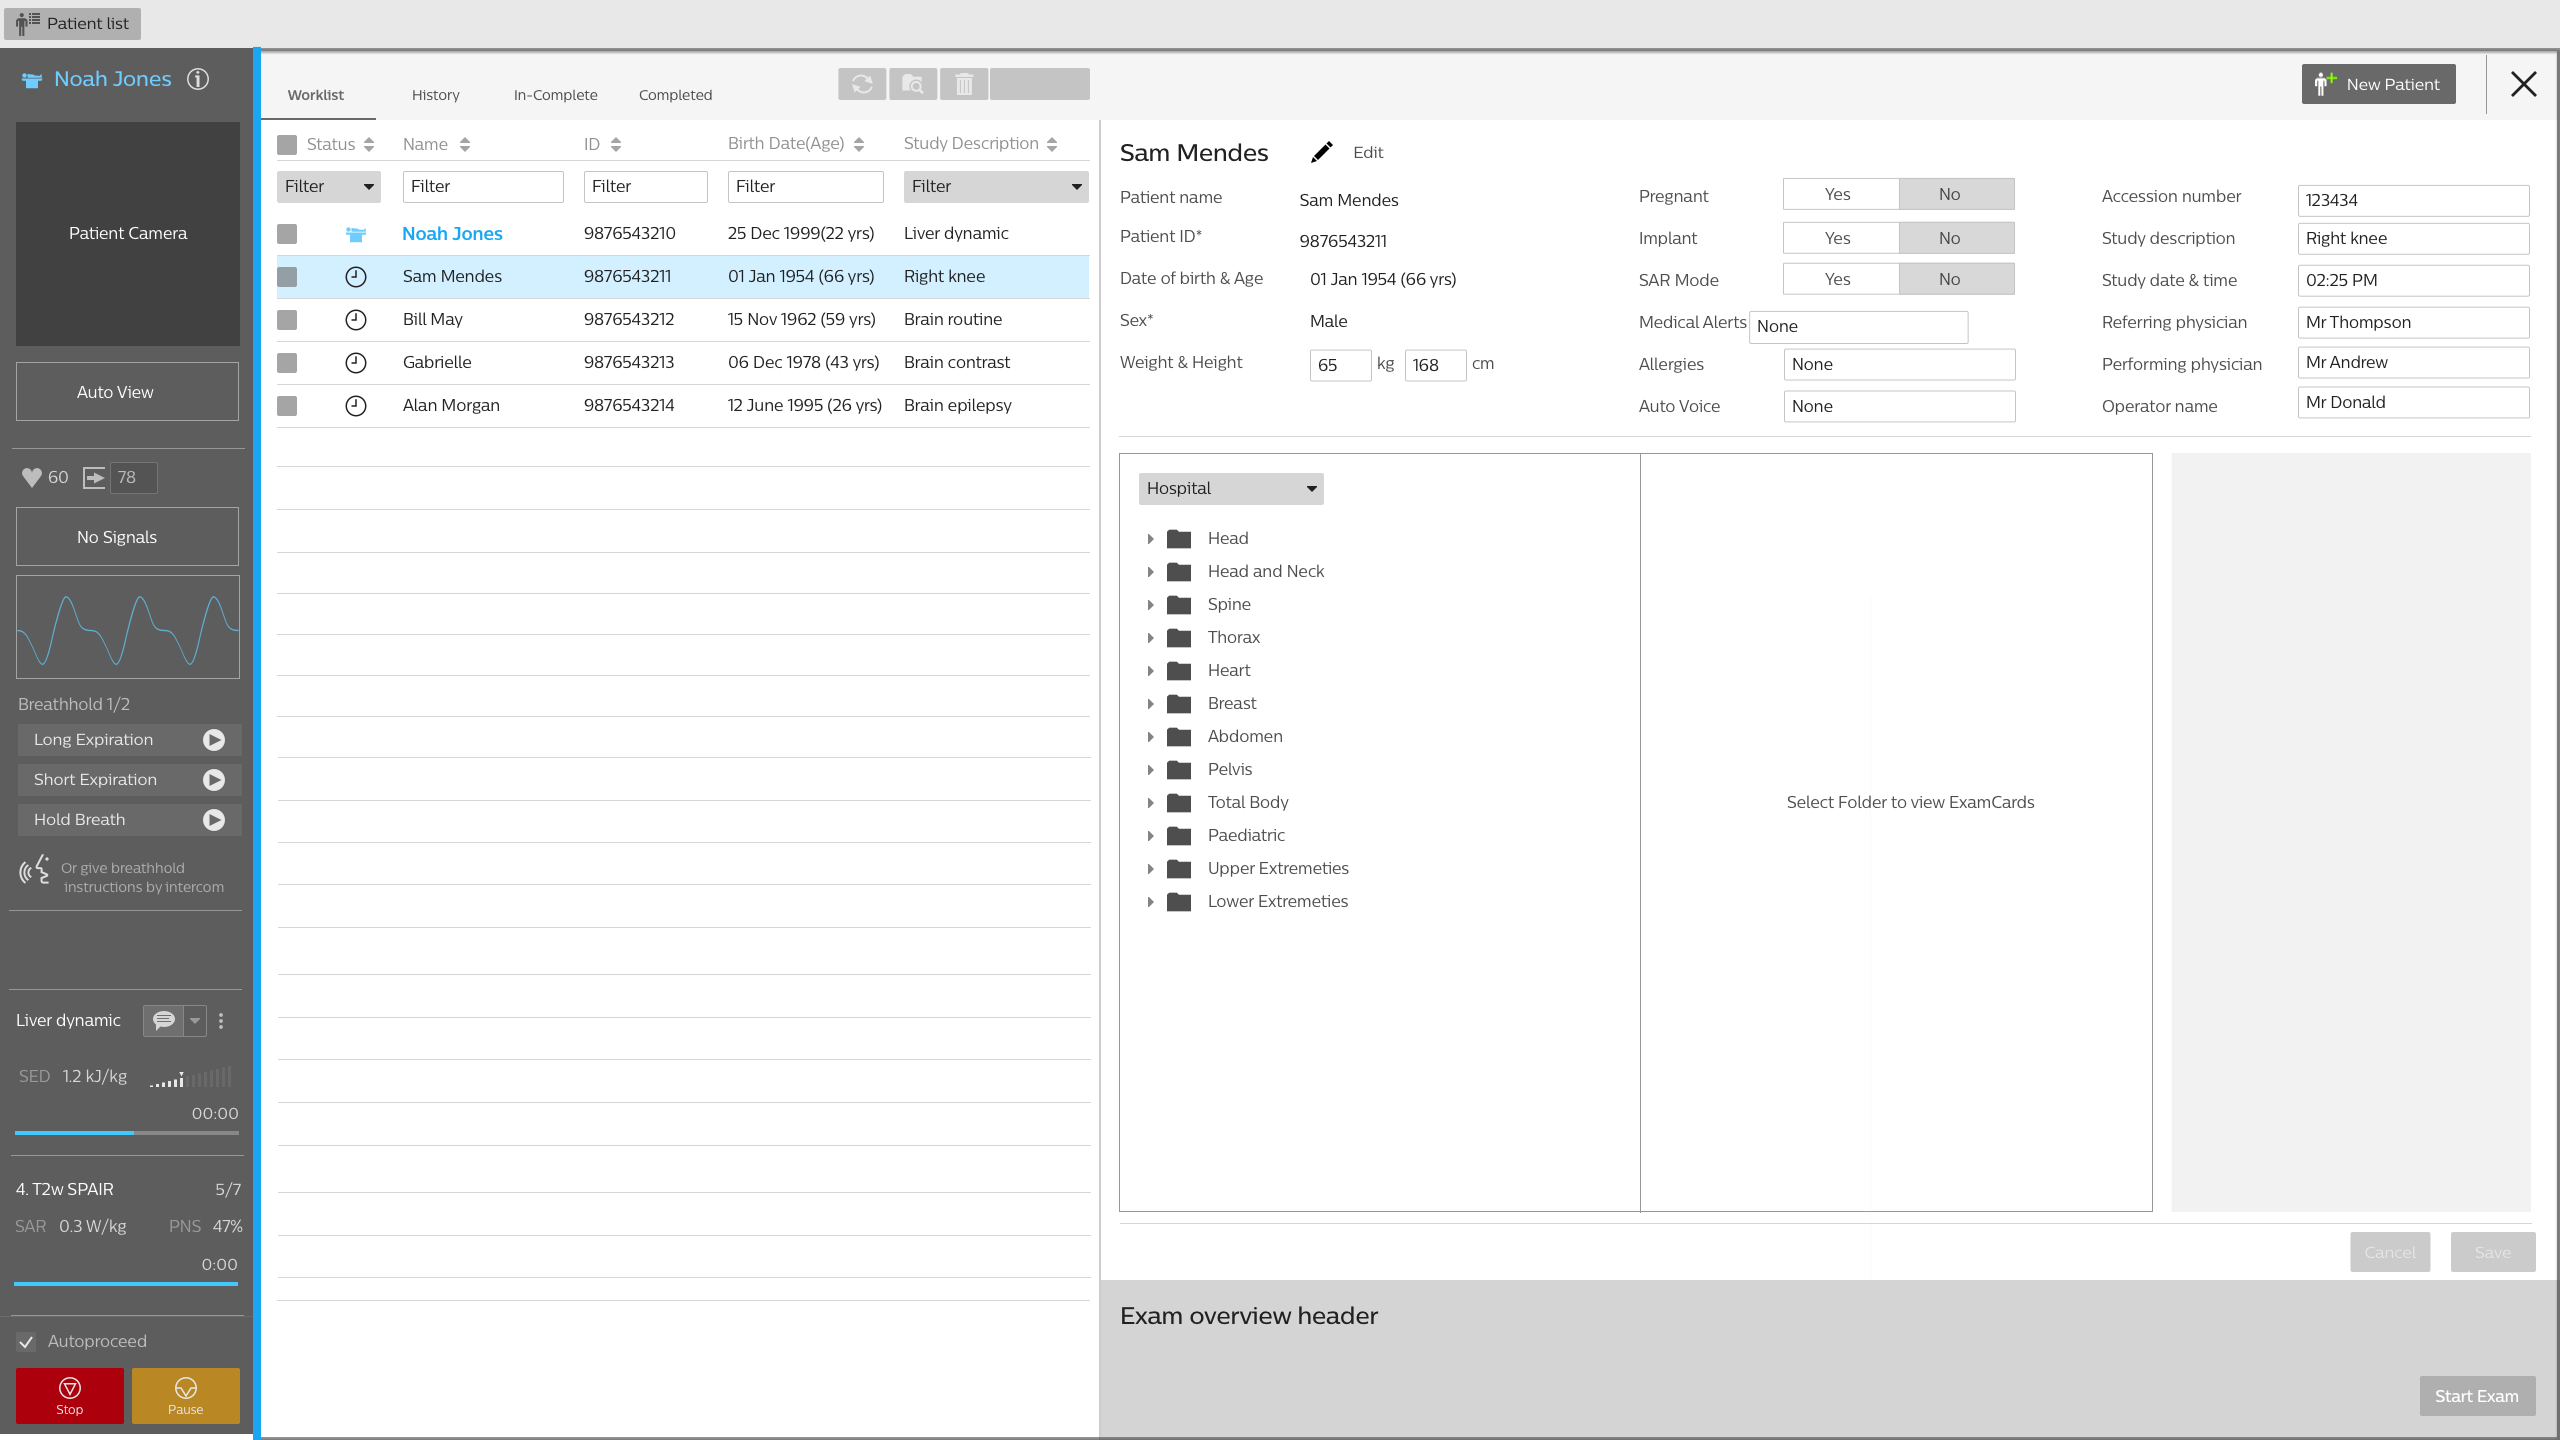 Patient list
Noah Jones
Patient Camera
Auto View
60 78
No Signals
Breathhold 1/2
Long Expiration
Short Expiration
Hold Breath
Or give breathhold
instructions by intercom
Liver dynamic
SED 1.2 kJ/kg
00:00
4. T2w SPAIR 5/7
SAR 0.3 W/kg PNS 47%
0:00
Autoproceed
Stop Pause
Worklist History In-Complete Completed
New Patient
Status Name ID Birth Date(Age) Study Description
Filter Filter Filter Filter Filter
Noah Jones 9876543210 25 Dec 1999(22 yrs) Liver dynamic
Sam Mendes 9876543211 01 Jan 1954 (66 yrs) Right knee
Bill May 9876543212 15 Nov 1962 (59 yrs) Brain routine
Gabrielle 9876543213 06 Dec 1978 (43 yrs) Brain contrast
Alan Morgan 9876543214 12 June 1995 (26 yrs) Brain epilepsy
Sam Mendes Edit
Patient name Sam Mendes
Patient ID* 9876543211
Date of birth & Age 01 Jan 1954 (66 yrs)
Sex* Male
Weight & Height 65 kg 168 cm
Pregnant Yes No
Implant Yes No
SAR Mode Yes No
Medical Alerts None
Allergies None
Auto Voice None
Accession number 123434
Study description Right knee
Study date & time 02:25 PM
Referring physician Mr Thompson
Performing physician Mr Andrew
Operator name Mr Donald
Hospital
Head
Head and Neck
Spine
Thorax
Heart
Breast
Abdomen
Pelvis
Total Body
Paediatric
Upper Extremeties
Lower Extremeties
Select Folder to view ExamCards
Cancel Save
Exam overview header
Start Exam